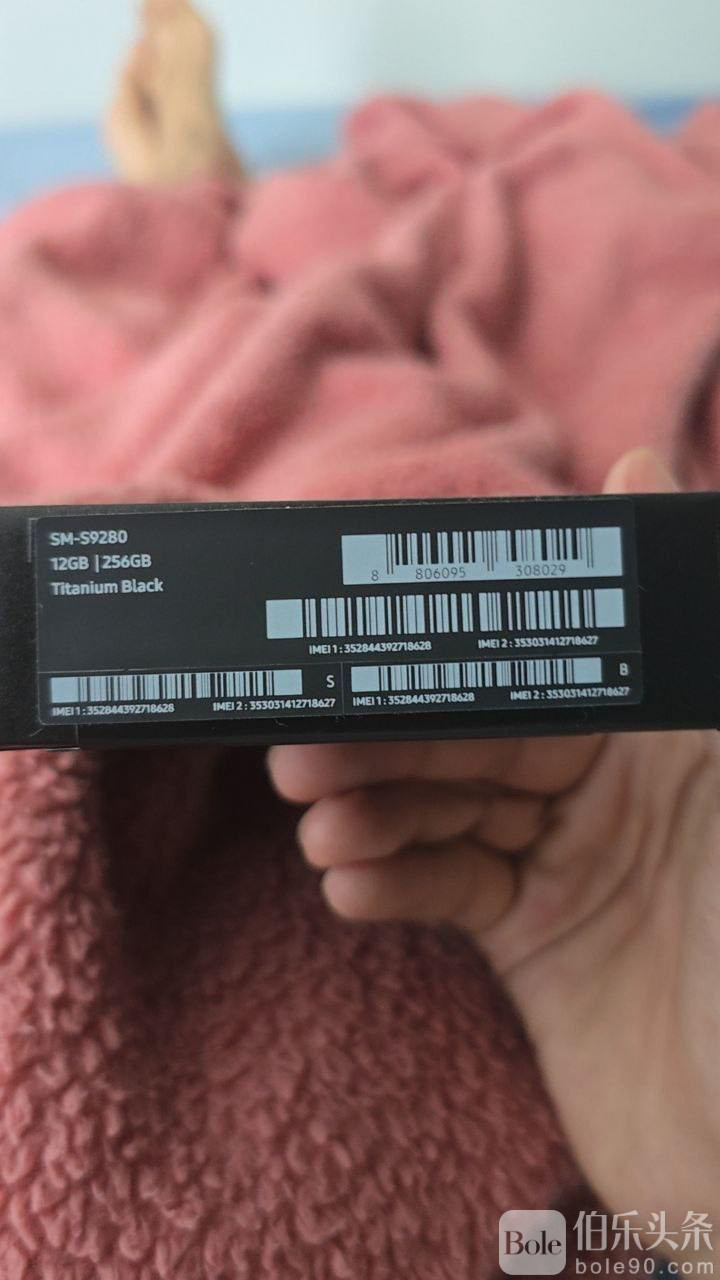 SM-S9280
12GB | 256GB
Titanium Black
8 806095 308029
IMEI 1 : 352844392718628 IMEI 2 : 353031412718627
S
IMEI 1 : 352844392718628 IMEI 2 : 353031412718627
B
IMEI 1 : 352844392718628 IMEI 2 : 353031412718627
Bole 伯乐头条
bole90.com